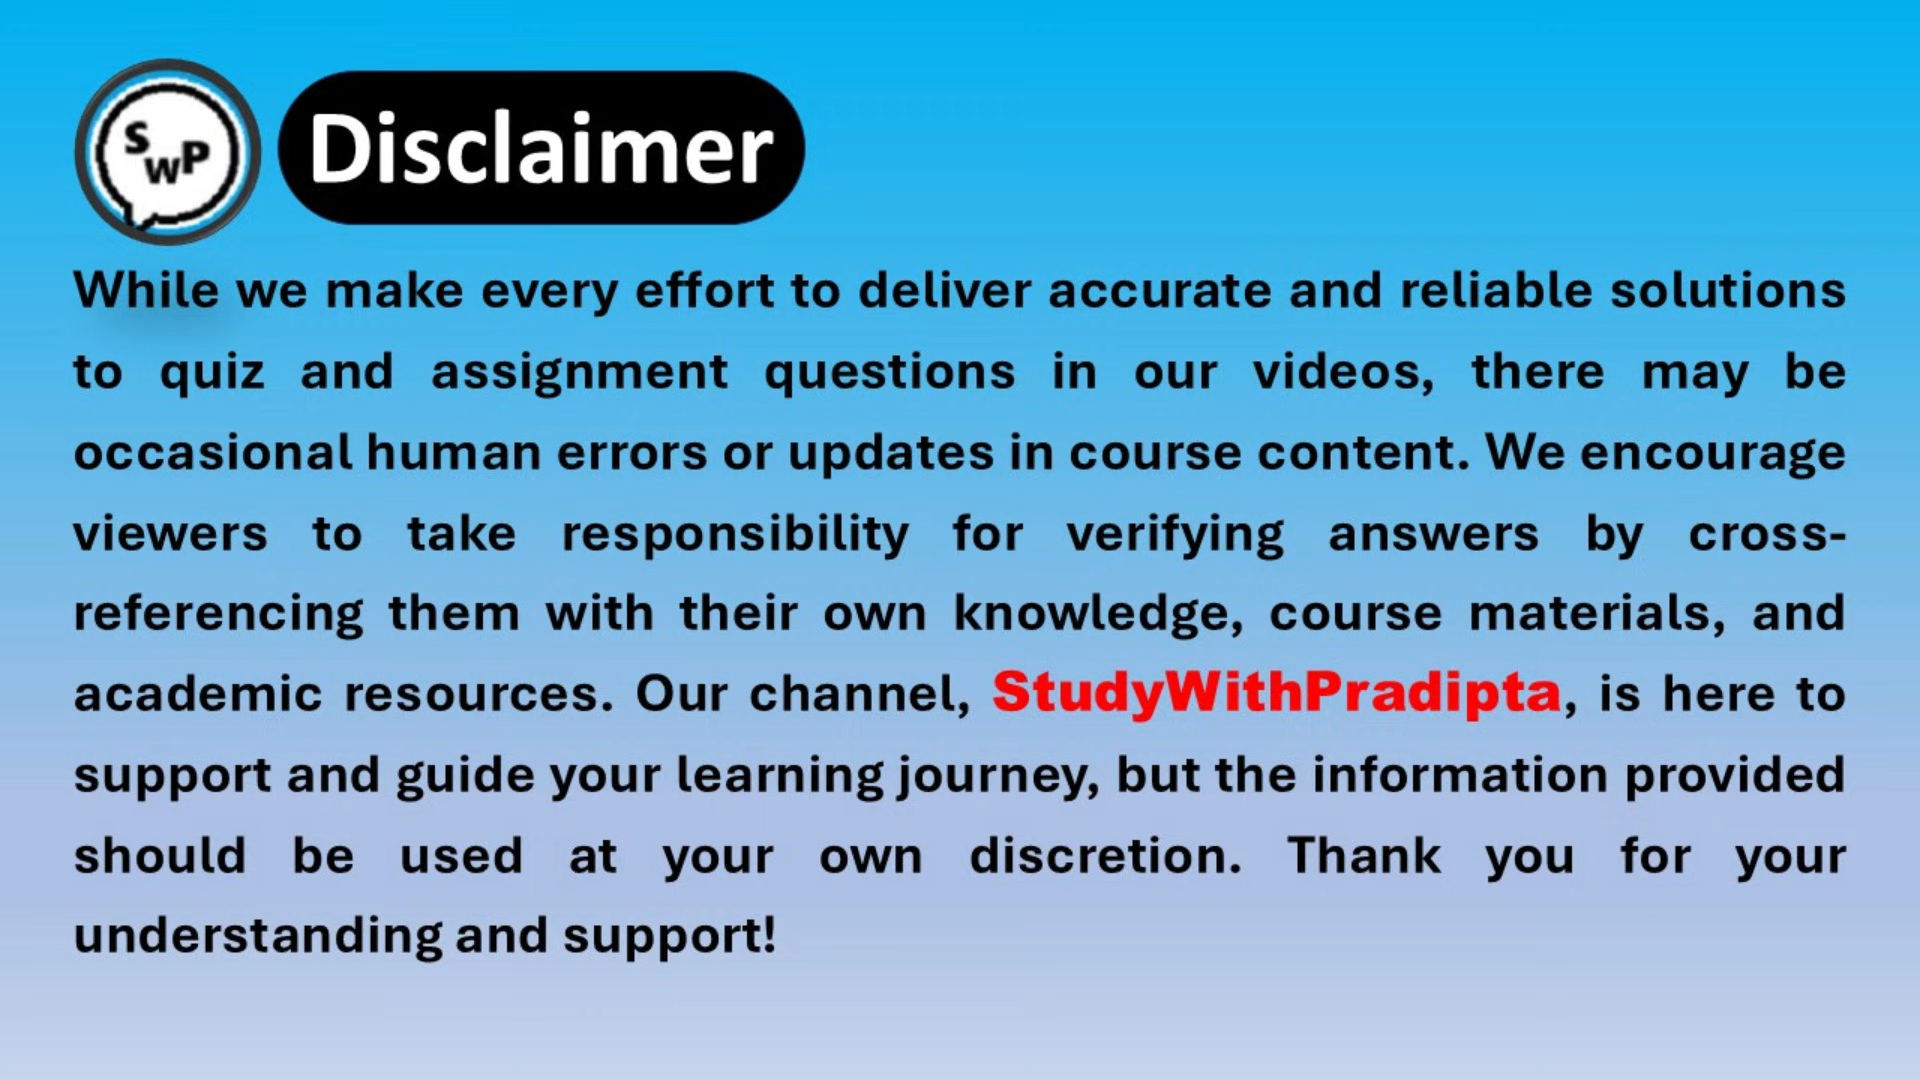 SWP
Disclaimer
While we make every effort to deliver accurate and reliable solutions
to quiz and assignment questions in our videos, there may be
occasional human errors or updates in course content. We encourage
viewers to take responsibility for verifying answers by cross-
referencing them with their own knowledge, course materials, and
academic resources. Our channel, StudyWithPradipta, is here to
support and guide your learning journey, but the information provided
should be used at your own discretion. Thank you for your
understanding and support!